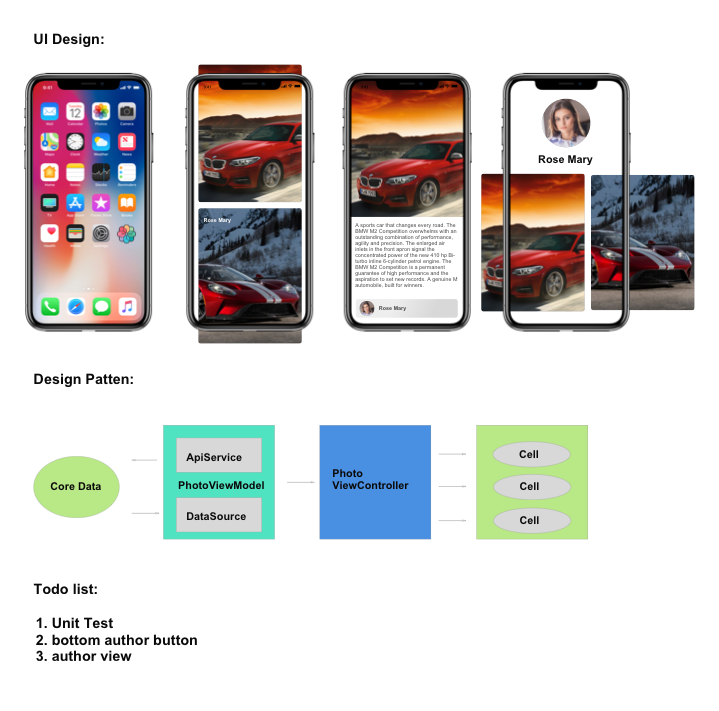 UI Design:
9:41
Mail
Calendar
Photos
Camera
Maps
Clock
Weather
News
Home
Notes
Stocks
Reminders
TV
App Store
iTunes Store
Books
Health
Wallet
Settings
9:41
Rose Mary
A sports car that changes every road. The
BMW M2 Competition overwhelms with an
outstanding combination of performance,
agility and precision. The enlarged air
inlets in the front apron signal the
concentrated power of the new 410 hp Bi-
turbo inline 6-cylinder petrol engine. The
BMW M2 Competition is a permanent
guarantee of high performance and the
aspiration to set new records. A genuine M
automobile, built for winners.
Rose Mary
Rose Mary
Design Patten:
Core Data
ApiService
PhotoViewModel
DataSource
Photo
ViewController
Cell
Cell
Cell
Todo list:
1. Unit Test
2. bottom author button
3. author view